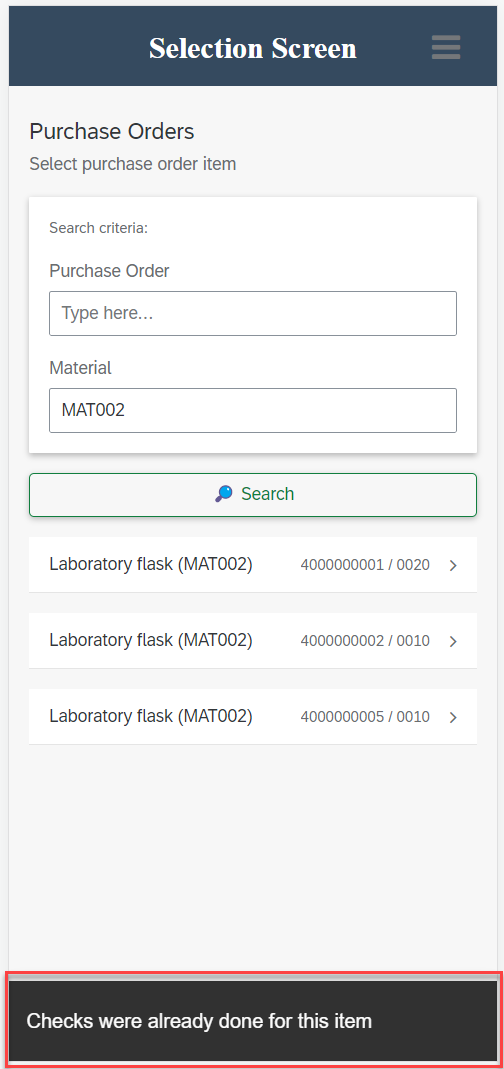 Selection Screen
Purchase Orders
Select purchase order item
Search criteria:
Purchase Order
Type here...
Material
MAT002
Search
Laboratory flask (MAT002) 4000000001 / 0020
Laboratory flask (MAT002) 4000000002 / 0010
Laboratory flask (MAT002) 4000000005 / 0010
Checks were already done for this item